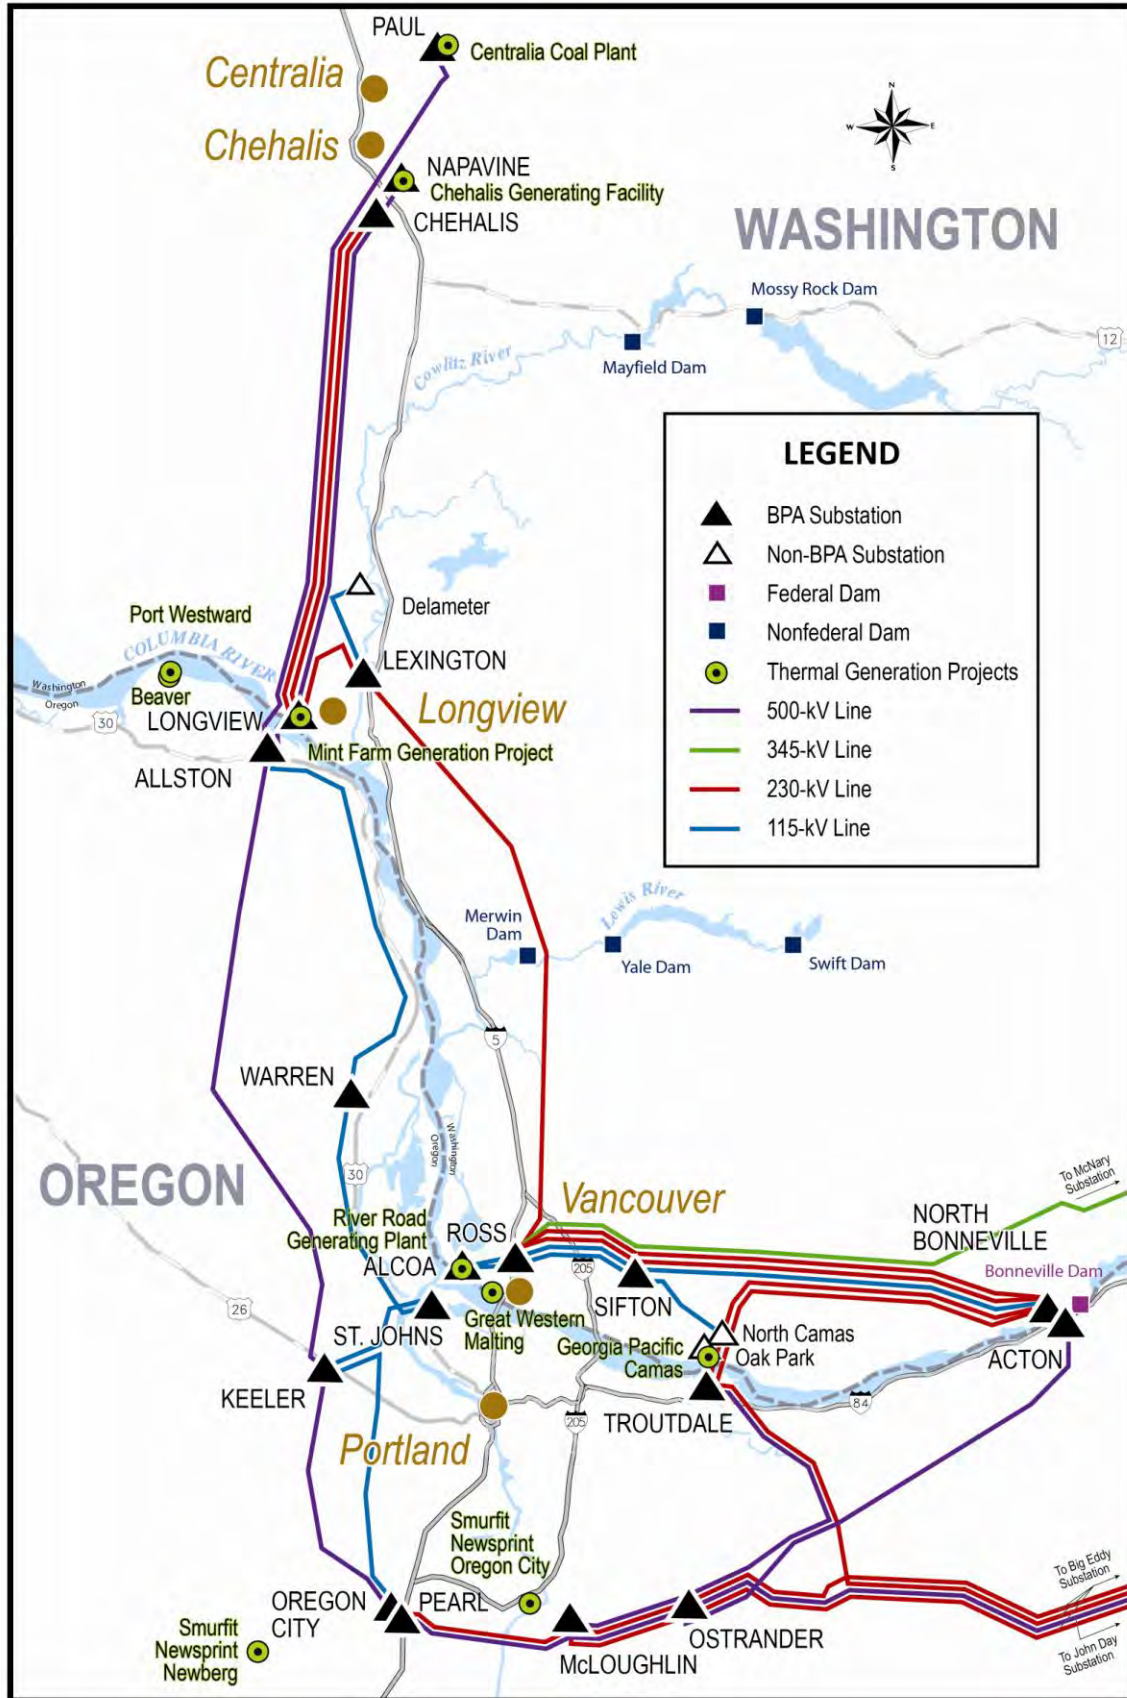 PAUL
Centralia Coal Plant
Centralia
Chehalis
N
W
E
S
NAPAVINE
Chehalis Generating Facility
CHEHALIS
WASHINGTON
Mossy Rock Dam
Cowlitz River
Mayfield Dam
12
LEGEND
BPA Substation
Non-BPA Substation
Federal Dam
Nonfederal Dam
Thermal Generation Projects
500-kV Line
345-kV Line
230-kV Line
115-kV Line
Delameter
Port Westward
COLUMBIA RIVER
LEXINGTON
Washington
Oregon
Beaver
30
LONGVIEW
Longview
Mint Farm Generation Project
ALLSTON
Lewis River
Merwin
Dam
Yale Dam
Swift Dam
5
WARREN
Washington
Oregon
OREGON
30
To McNary
Substation
Vancouver
NORTH
BONNEVILLE
River Road
Generating Plant
ROSS
ALCOA
205
Bonneville Dam
26
SIFTON
ST. JOHNS
Great Western
Malting
North Camas
Georgia Pacific
Camas
Oak Park
ACTON
KEELER
TROUTDALE
84
205
Portland
Smurfit
Newsprint
Oregon City
To Big Eddy
Substation
OREGON
CITY
PEARL
OSTRANDER
Smurfit
Newsprint
Newberg
McLOUGHLIN
To John Day
Substation